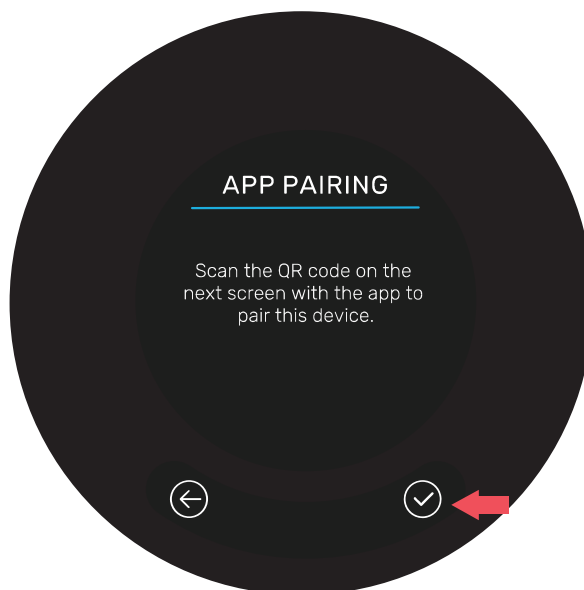 APP PAIRING
Scan the QR code on the
next screen with the app to
pair this device.